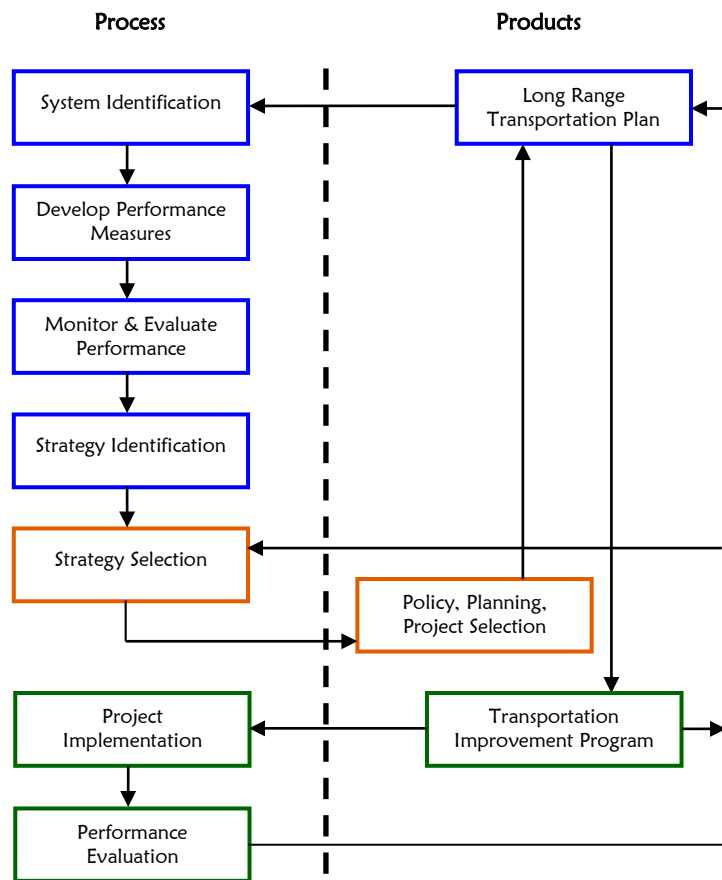 Process
Products
System Identification
Long Range
Transportation Plan
Develop Performance
Measures
Monitor & Evaluate
Performance
Strategy Identification
Strategy Selection
Policy, Planning,
Project Selection
Project
Implementation
Transportation
Improvement Program
Performance
Evaluation